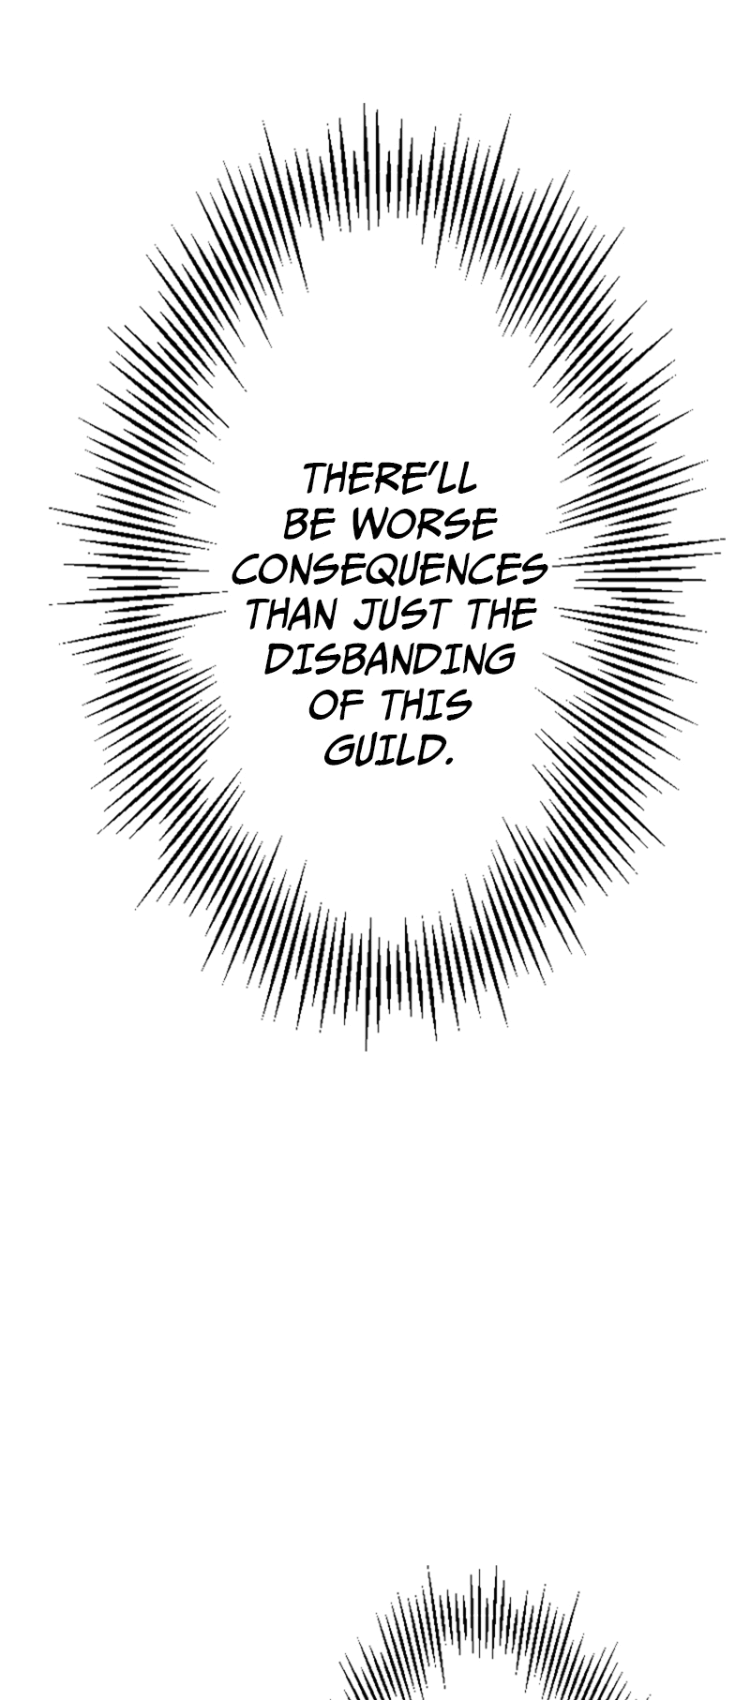 THERE'LL
BE WORSE
CONSEQUENCES
THAN JUST THE
DISBANDING
OF THIS
GUILD.